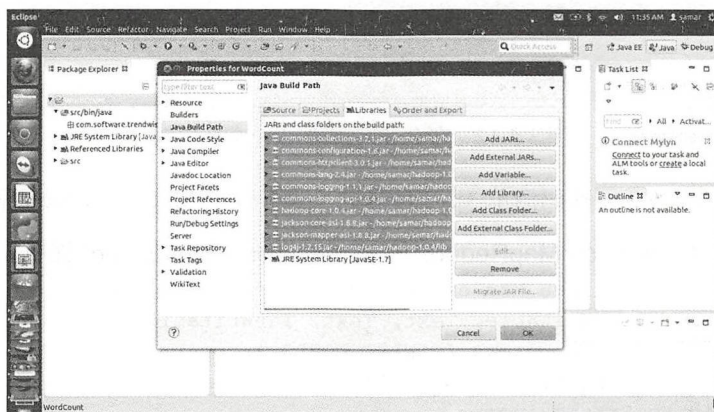 Eclipse
11:35 AM samar
File Edit Source Refactor Navigate Search Project Run Window Help
Quick Access
Java EE Java Debug
Package Explorer
src/bin/java
com.software.trendwis
JRE System Library [Java
Referenced Libraries
src
Properties for WordCount
type filter text
Resource
Builders
Java Build Path
Java Code Style
Java Compiler
Java Editor
Javadoc Location
Project Facets
Project References
Refactoring History
Run/Debug Settings
Server
Task Repository
Task Tags
Validation
WikiText
Java Build Path
Source Projects Libraries Order and Export
JARs and class folders on the build path:
commons-collections-3.2.1.jar - /home/samar/ha
commons-configuration-1.6.jar - /home/samar/ha
commons-httpclient-3.0.1.jar - /home/samar/had
commons-lang-2.4.jar - /home/samar/hadoop-1.0
commons-logging-1.1.1.jar - /home/samar/hadoo
commons-logging-api-1.0.4.jar - /home/samar/ha
hadoop-core-1.0.4.jar - /home/samar/hadoop-1.0
jackson-core-asl-1.8.8.jar - /home/samar/hadoop
jackson-mapper-asl-1.8.8.jar - /home/samar/had
log4j-1.2.15.jar - /home/samar/hadoop-1.0.4/lib
JRE System Library [JavaSE-1.7]
Add JARs...
Add External JARs...
Add Variable...
Add Library...
Add Class Folder...
Add External Class Folder...
Edit...
Remove
Migrate JAR File...
Cancel OK
Task List
All Activat...
Connect Mylyn
Connect to your task and
ALM tools or create a local
task.
Outline
An outline is not available.
WordCount